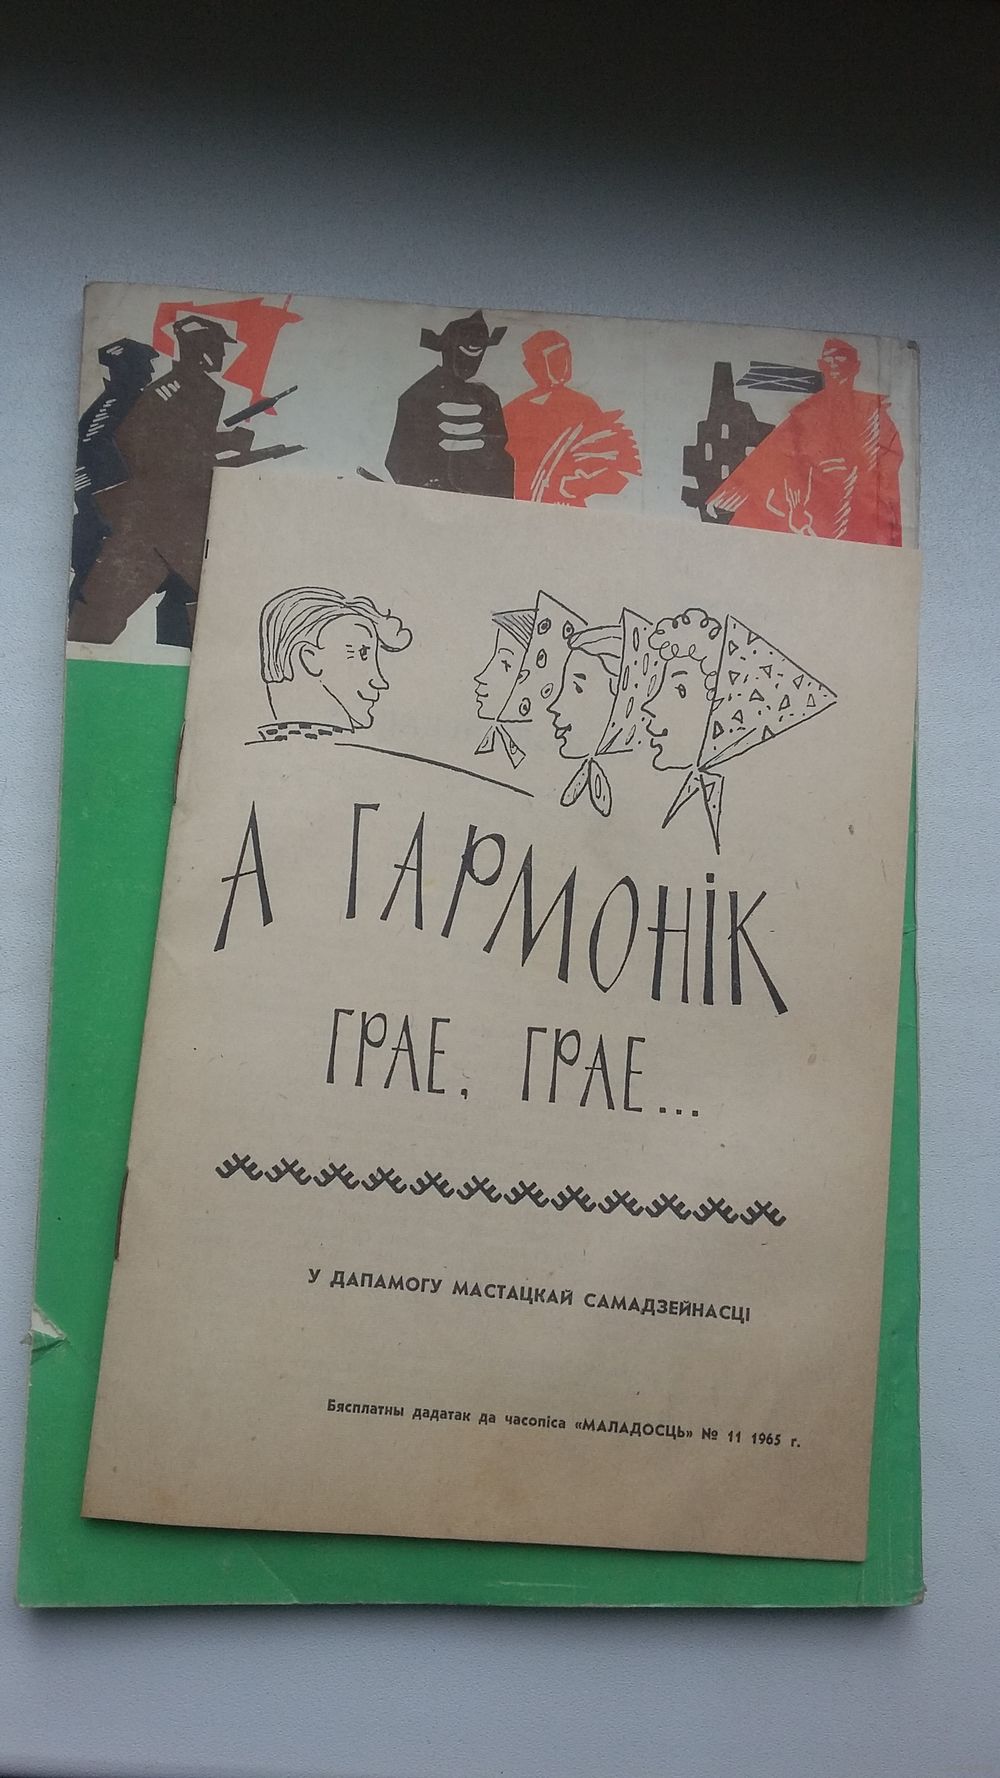 А ГАРМОНІК
ГРАЕ, ГРАЕ...
У ДАПАМОГУ МАСТАЦКАЙ САМАДЗЕЙНАСЦІ
Бясплатны дадатак да часопіса «МАЛАДОСЦЬ» № 11 1965 г.